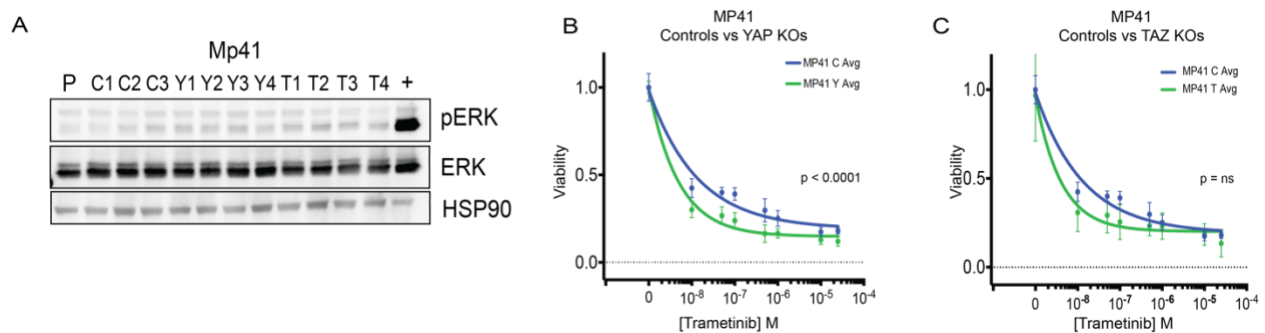 A
Mp41
P C1 C2 C3 Y1 Y2 Y3 Y4 T1 T2 T3 T4 +
pERK
ERK
HSP90
B
MP41
Controls vs YAP KOs
MP41 C Avg
MP41 Y Avg
1.0
0.5
0.0
Viability
p < 0.0001
0 10-8 10-7 10-6 10-5 10-4
[Trametinib] M
C
MP41
Controls vs TAZ KOs
MP41 C Avg
MP41 T Avg
1.0
0.5
0.0
Viability
p = ns
0 10-8 10-7 10-6 10-5 10-4
[Trametinib] M